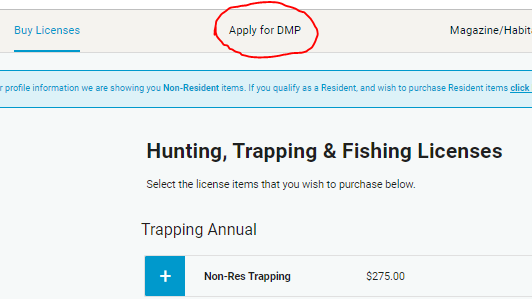 Buy Licenses Apply for DMP Magazine/Habit
r profile information we are showing you Non-Resident items. If you qualify as a Resident, and wish to purchase Resident items click
Hunting, Trapping & Fishing Licenses
Select the license items that you wish to purchase below.
Trapping Annual
+ Non-Res Trapping $275.00